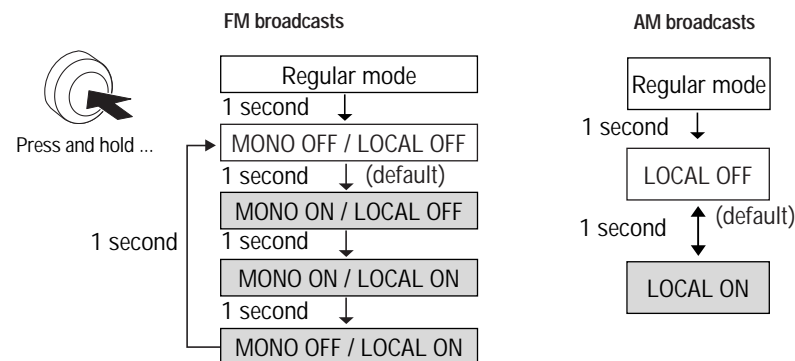 FM broadcasts
Press and hold ...
Regular mode
1 second
MONO OFF / LOCAL OFF
1 second
(default)
MONO ON / LOCAL OFF
1 second
MONO ON / LOCAL ON
1 second
MONO OFF / LOCAL ON
1 second
AM broadcasts
Regular mode
1 second
LOCAL OFF
1 second
(default)
LOCAL ON